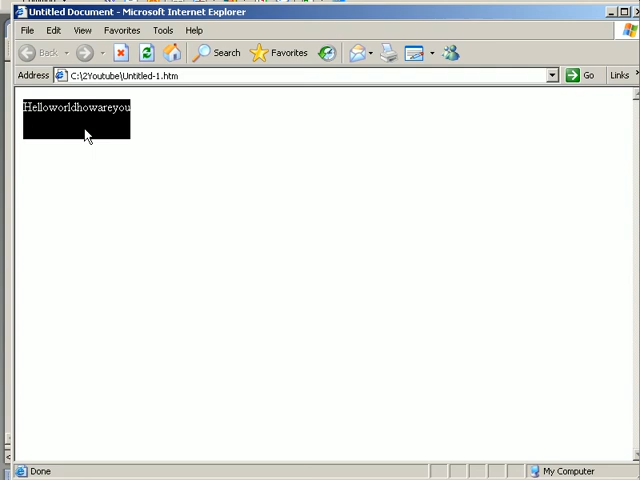 Untitled Document - Microsoft Internet Explorer
File Edit View Favorites Tools Help
Back Search Favorites
Address C:\2Youtube\Untitled-1.htm Go Links »
Helloworldhowareyou
Done My Computer